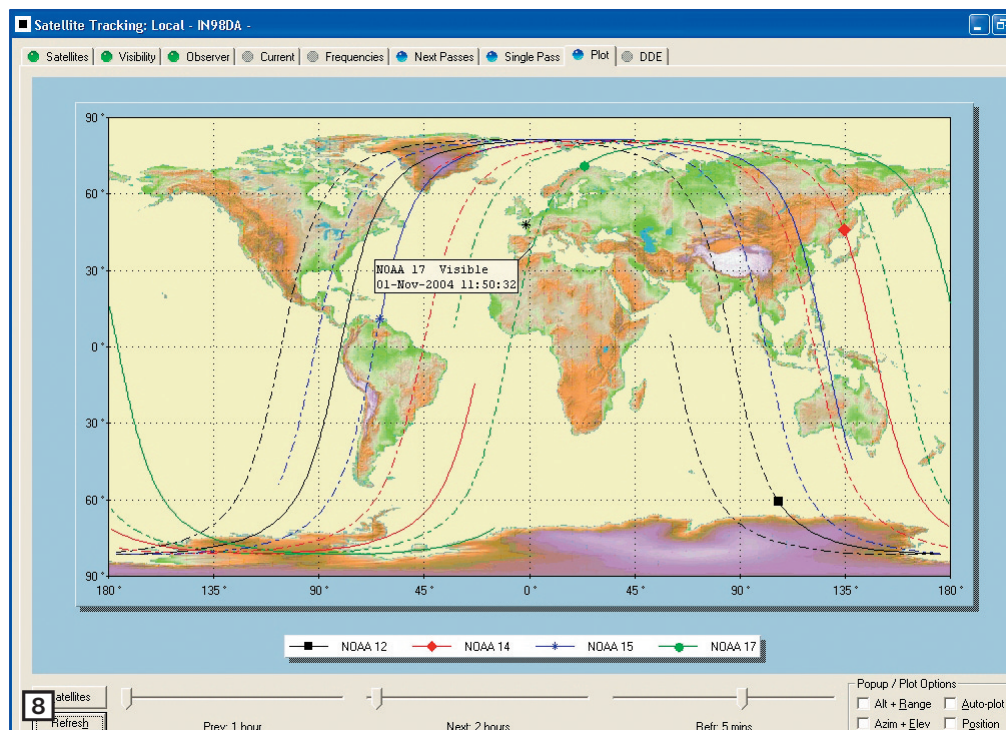 Satellite Tracking: Local - IN98DA -
Satellites Visibility Observer Current Frequencies Next Passes Single Pass Plot DDE
90 °
60 °
30 °
0 °
30 °
60 °
90 °
NOAA 17 Visible
01-Nov-2004 11:50:32
180 ° 135 ° 90 ° 45 ° 0 ° 45 ° 90 ° 135 ° 180 °
NOAA 12 NOAA 14 NOAA 15 NOAA 17
8
atellites
Refresh
Prev: 1 hour
Next: 2 hours
Refr: 5 mins
Popup / Plot Options
Alt + Range Auto-plot
Azim + Elev Position